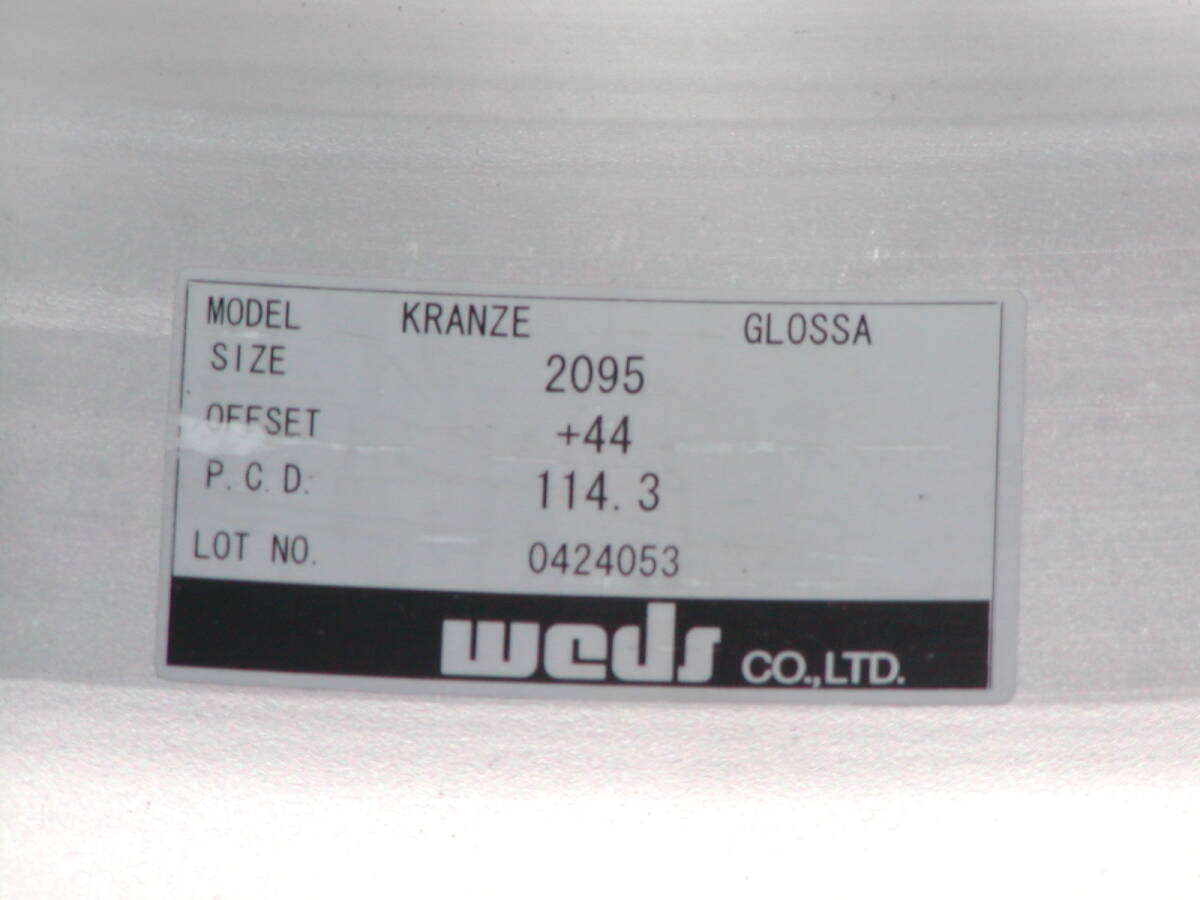 MODEL KRANZE GLOSSA
SIZE 2095
OFFSET +44
P.C.D. 114.3
LOT NO. 0424053
weds CO.,LTD.